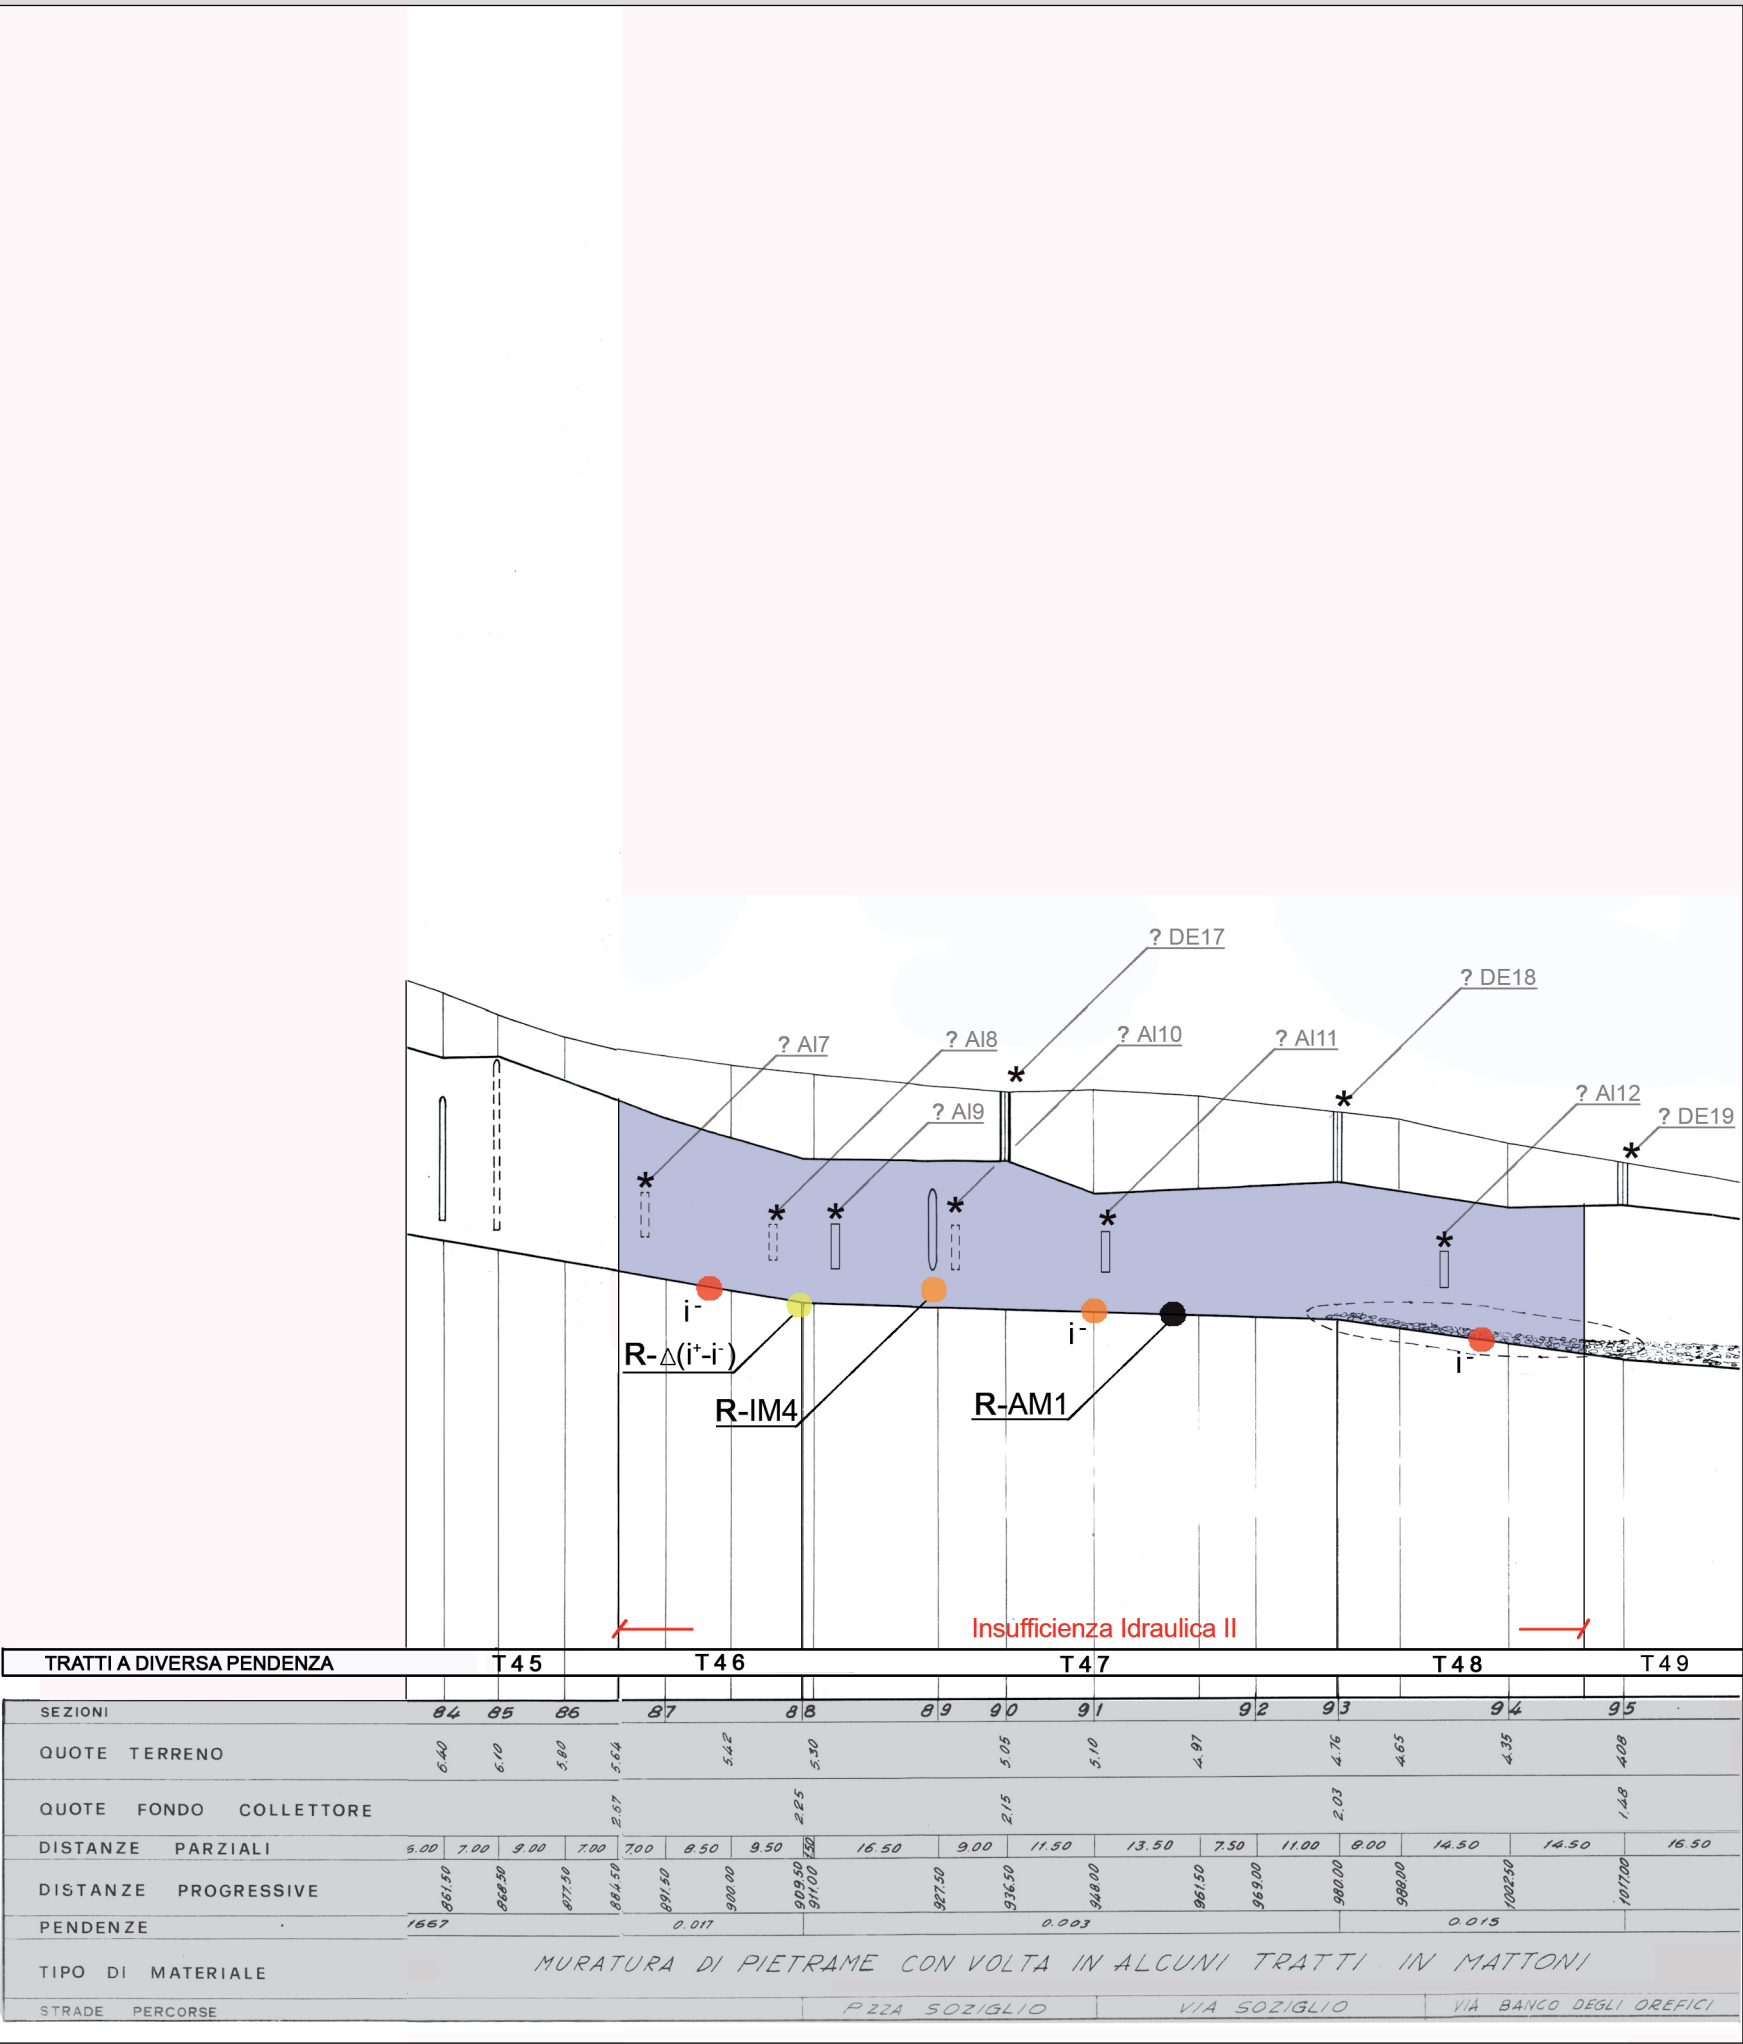 ? DE17
? DE18
? AI7
? AI8
? AI10
? AI11
? AI9
? AI12
? DE19
*
i-
R-Δ(i+-i-)
i-
i-
R-IM4
R-AM1
Insufficienza Idraulica II
TRATTI A DIVERSA PENDENZA T45 T46 T47 T48 T49
SEZIONI 84 85 86 87 88 89 90 91 92 93 94 95
QUOTE TERRENO 6.40 6.10 5.80 5.64 5.42 5.30 5.05 5.10 4.97 4.76 4.65 4.35 4.08
QUOTE FONDO COLLETTORE 2.67 2.25 2.15 2.03 1.48
DISTANZE PARZIALI 5.00 7.00 9.00 7.00 7.00 8.50 9.50 1.50 16.50 9.00 11.50 13.50 7.50 11.00 8.00 14.50 14.50 16.50
DISTANZE PROGRESSIVE 861.50 868.50 877.50 884.50 891.50 900.00 909.50 911.00 927.50 936.50 948.00 961.50 969.00 980.00 988.00 1002.50 1017.00
PENDENZE 1667 0.017 0.003 0.015
TIPO DI MATERIALE MURATURA DI PIETRAME CON VOLTA IN ALCUNI TRATTI IN MATTONI
STRADE PERCORSE PZZA SOZIGLIO VIA SOZIGLIO VIA BANCO DEGLI OREFICI